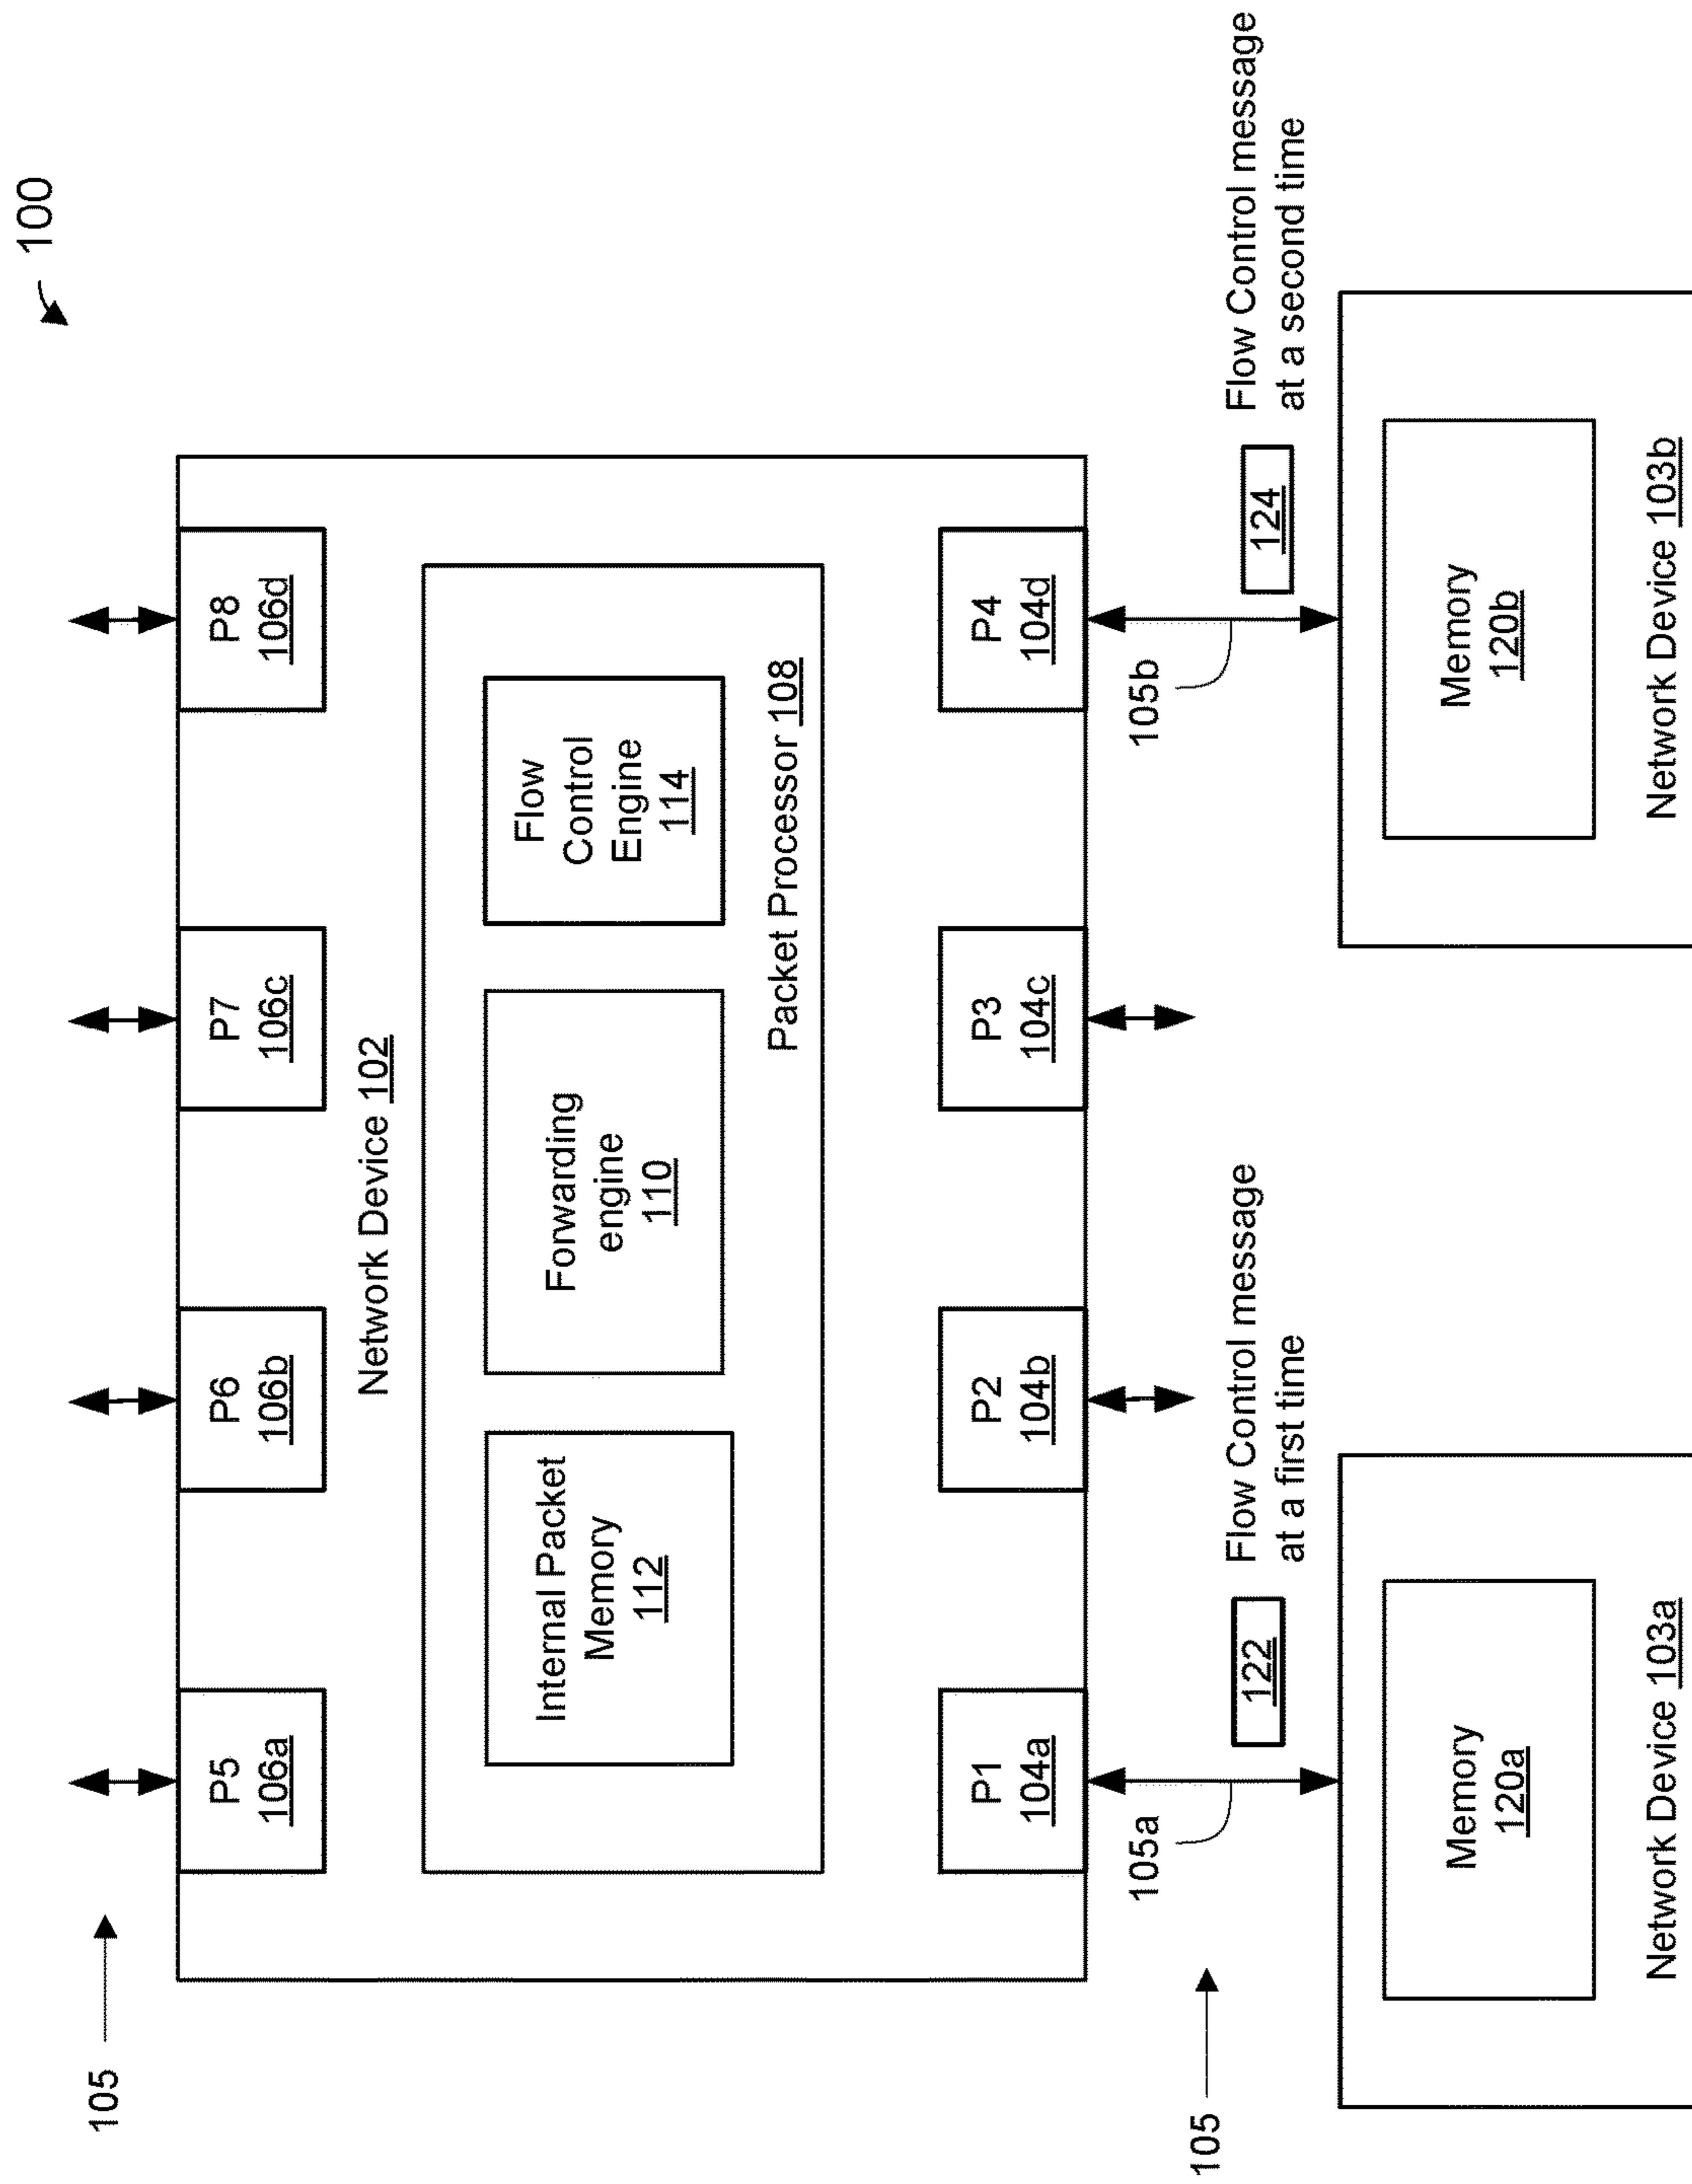 100
105
P5
106a
P6
106b
P7
106c
P8
106d
Network Device 102
Internal Packet
Memory
112
Forwarding
engine
110
Flow
Control
Engine
114
Packet Processor 108
P1
104a
P2
104b
P3
104c
P4
104d
105
105a
122
Flow Control message
at a first time
105b
124
Flow Control message
at a second time
Memory
120a
Network Device 103a
Memory
120b
Network Device 103b